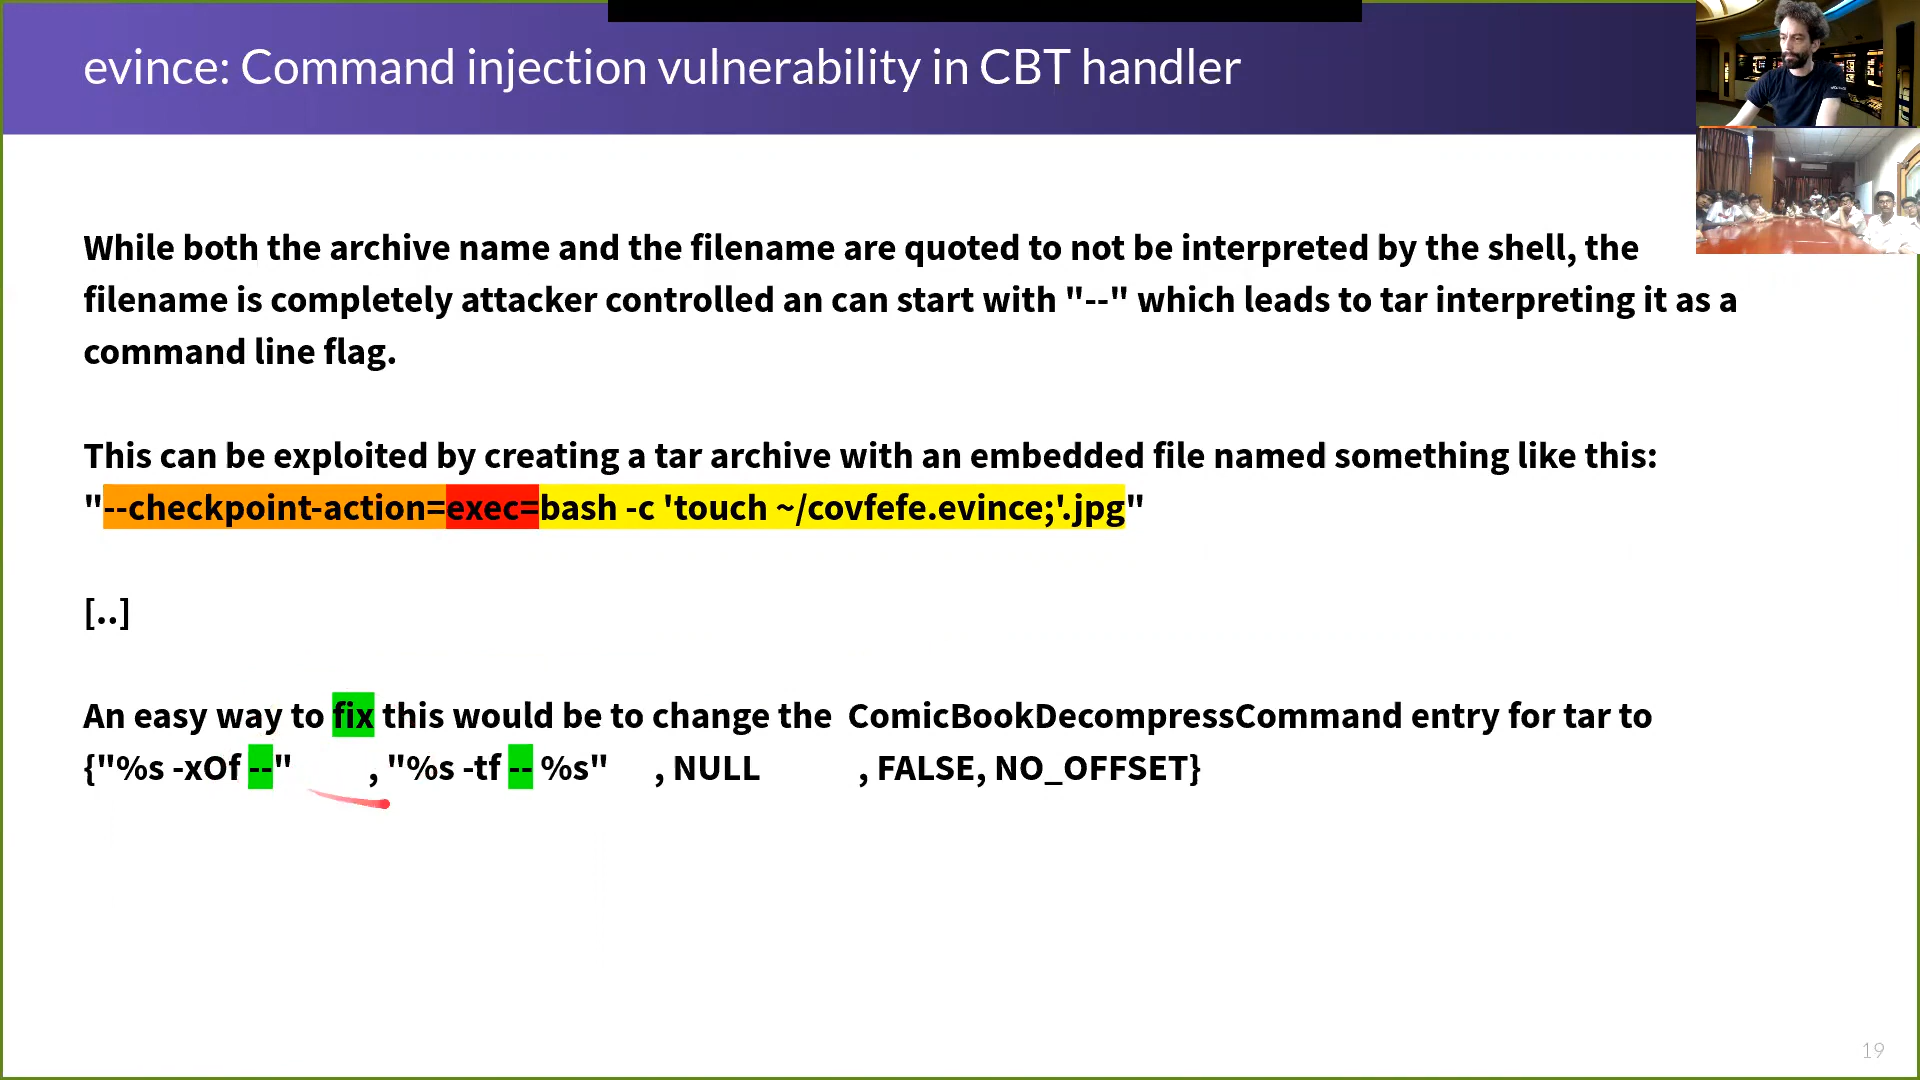 evince: Command injection vulnerability in CBT handler
While both the archive name and the filename are quoted to not be interpreted by the shell, the
filename is completely attacker controlled an can start with "--" which leads to tar interpreting it as a
command line flag.
This can be exploited by creating a tar archive with an embedded file named something like this:
"--checkpoint-action=exec=bash -c 'touch ~/covfefe.evince;'.jpg"
[..]
An easy way to fix this would be to change the  ComicBookDecompressCommand entry for tar to
{"%s -xOf --"        , "%s -tf -- %s"     , NULL          , FALSE, NO_OFFSET}
19